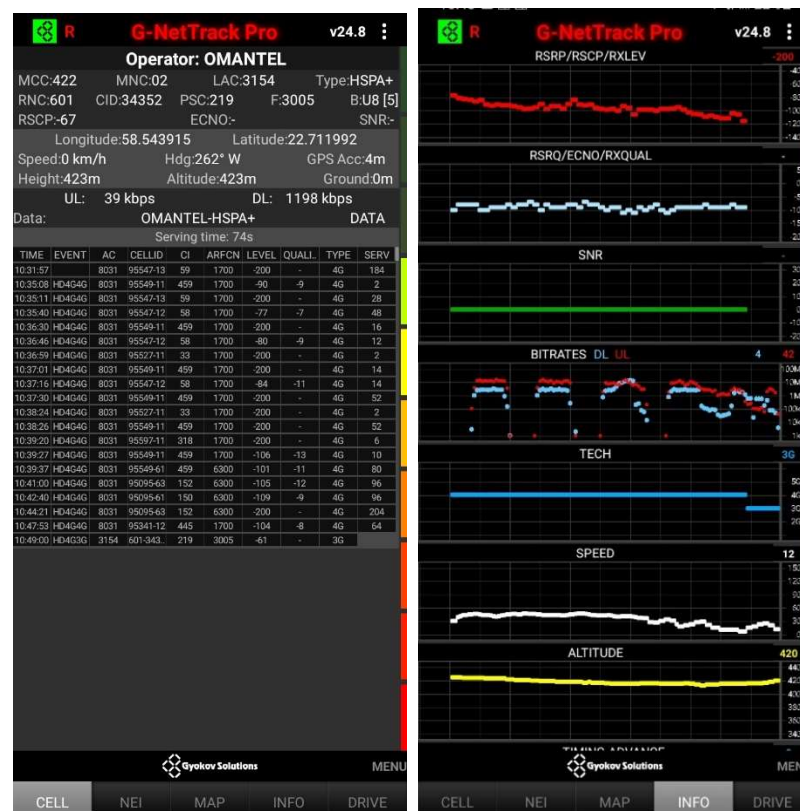 R G-NetTrack Pro v24.8
Operator: OMANTEL
MCC:422 MNC:02 LAC:3154 Type:HSPA+
RNC:601 CID:34352 PSC:219 F:3005 B:U8 [5]
RSCP:-67 ECNO:- SNR:-
Longitude:58.543915 Latitude:22.711992
Speed:0 km/h Hdg:262° W GPS Acc:4m
Height:423m Altitude:423m Ground:0m
UL: 39 kbps DL: 1198 kbps
Data: OMANTEL-HSPA+ DATA
Serving time: 74s
TIME EVENT AC CELLID CI ARFCN LEVEL QUALI.. TYPE SERV
10:31:57 8031 95547-13 59 1700 -200 - 4G 184
10:35:08 HD4G4G 8031 95549-11 459 1700 -90 -9 4G 2
10:35:11 HD4G4G 8031 95547-13 59 1700 -200 - 4G 28
10:35:40 HD4G4G 8031 95547-12 58 1700 -77 -7 4G 48
10:36:30 HD4G4G 8031 95549-11 459 1700 -200 - 4G 16
10:36:46 HD4G4G 8031 95547-12 58 1700 -80 -9 4G 12
10:36:59 HD4G4G 8031 95527-11 33 1700 -200 - 4G 2
10:37:01 HD4G4G 8031 95549-11 459 1700 -200 - 4G 14
10:37:16 HD4G4G 8031 95547-12 58 1700 -84 -11 4G 14
10:37:30 HD4G4G 8031 95549-11 459 1700 -200 - 4G 52
10:38:24 HD4G4G 8031 95527-11 33 1700 -200 - 4G 2
10:38:26 HD4G4G 8031 95549-11 459 1700 -200 - 4G 52
10:39:20 HD4G4G 8031 95597-11 318 1700 -200 - 4G 6
10:39:27 HD4G4G 8031 95549-11 459 1700 -106 -13 4G 10
10:39:37 HD4G4G 8031 95549-61 459 6300 -101 -11 4G 80
10:41:00 HD4G4G 8031 95095-63 152 6300 -105 -12 4G 96
10:42:40 HD4G4G 8031 95095-61 150 6300 -109 -9 4G 96
10:44:21 HD4G4G 8031 95095-63 152 6300 -200 - 4G 204
10:47:53 HD4G4G 8031 95341-12 445 1700 -104 -8 4G 64
10:49:00 HD4G3G 3154 601-343.. 219 3005 -61 - 3G
Gyokov Solutions MENU
CELL NEI MAP INFO DRIVE
R G-NetTrack Pro v24.8
RSRP/RSCP/RXLEV -200
RSRQ/ECNO/RXQUAL -
SNR -
BITRATES DL UL 4 42
TECH 3G
SPEED 12
ALTITUDE 420
Gyokov Solutions MEN
CELL NEI MAP INFO DRIVE